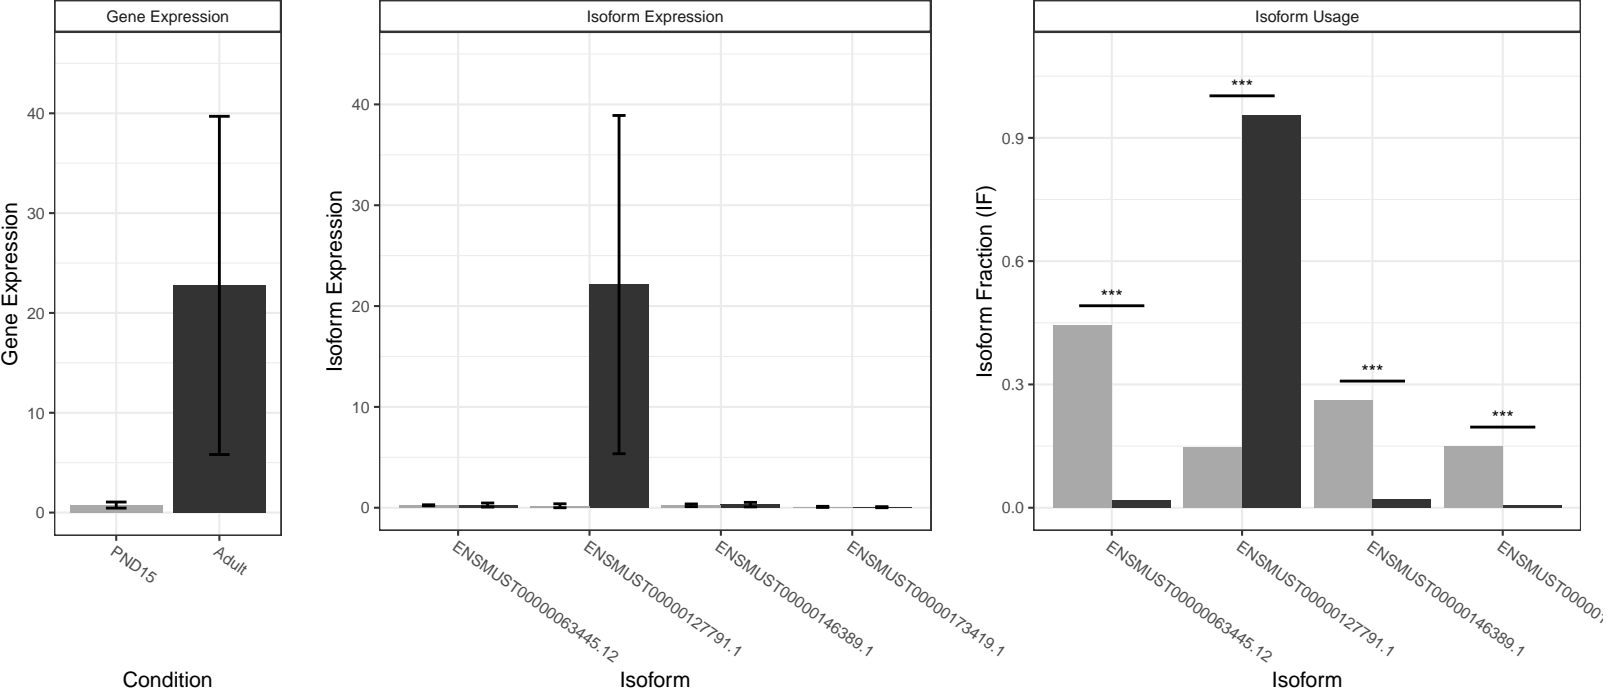 Gene Expression
Isoform Expression
Isoform Usage
Gene Expression
40
30
20
10
0
PND15
Adult
Condition
Isoform Expression
40
30
20
10
0
ENSMUST00000063445.12
ENSMUST00000127791.1
ENSMUST00000146389.1
ENSMUST00000173419.1
Isoform
Isoform Fraction (IF)
0.9
0.6
0.3
0.0
***
***
***
***
ENSMUST00000063445.12
ENSMUST00000127791.1
ENSMUST00000146389.1
Isoform